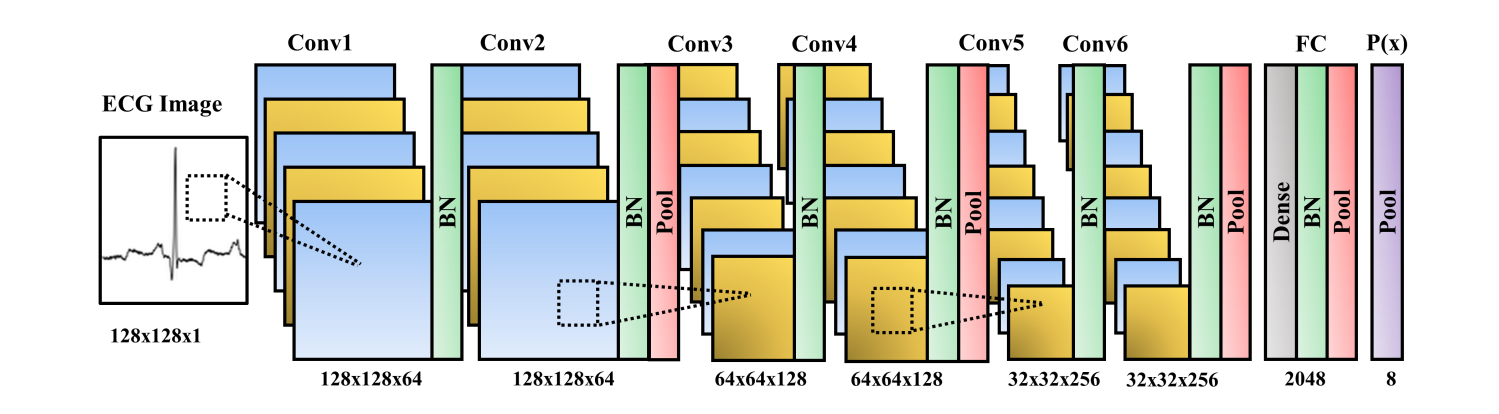 Conv1
Conv2
Conv3
Conv4
Conv5
Conv6
FC
P(x)
ECG Image
BN
BN
Pool
BN
BN
Pool
BN
BN
Pool
Dense
BN
Pool
Pool
128x128x1
128x128x64
128x128x64
64x64x128
64x64x128
32x32x256
32x32x256
2048
8